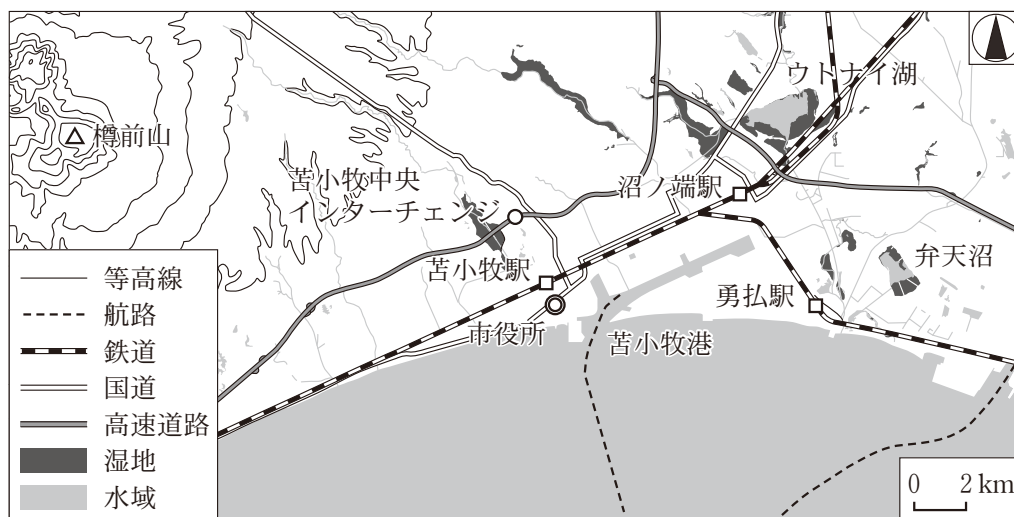 ウトナイ湖
樽前山
苫小牧中央
インターチェンジ
沼ノ端駅
苫小牧駅
弁天沼
勇払駅
市役所
苫小牧港
等高線
航路
鉄道
国道
高速道路
湿地
水域
0 2 km